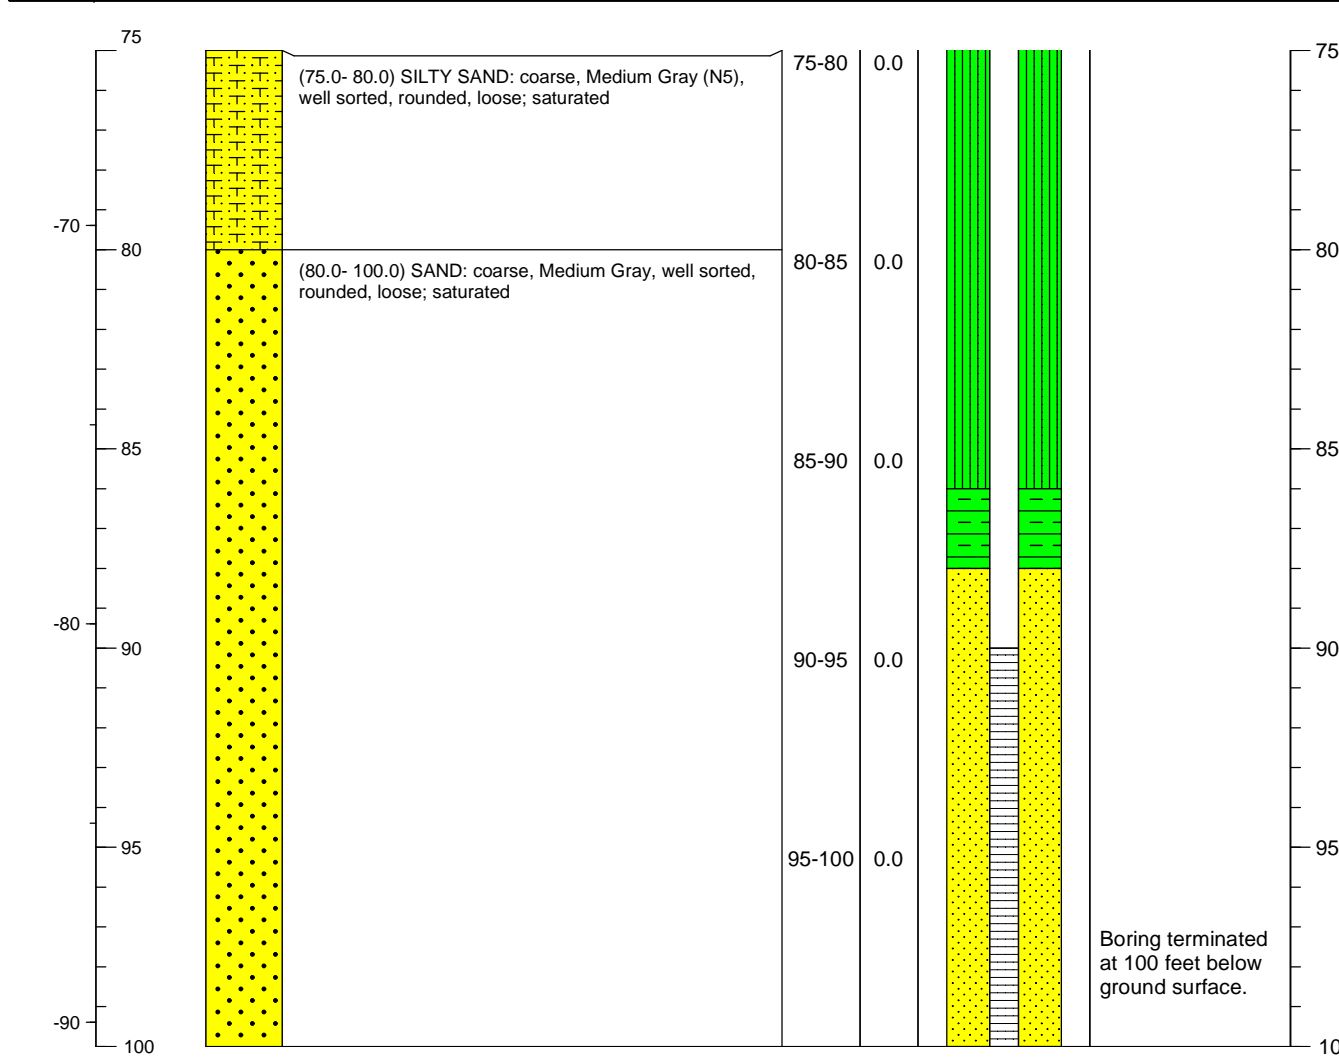 75
75-80 0.0
75
(75.0- 80.0) SILTY SAND: coarse, Medium Gray (N5),
well sorted, rounded, loose; saturated
-70
80
80-85 0.0
80
(80.0- 100.0) SAND: coarse, Medium Gray, well sorted,
rounded, loose; saturated
85
85-90 0.0
85
-80
90
90-95 0.0
90
95
95-100 0.0
95
Boring terminated
at 100 feet below
ground surface.
-90
100